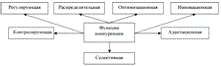 Регулирующая Распределительная Оптимизационная Инновационная
Контролирующая Функции Адаптационная
конкуренции
Селективная